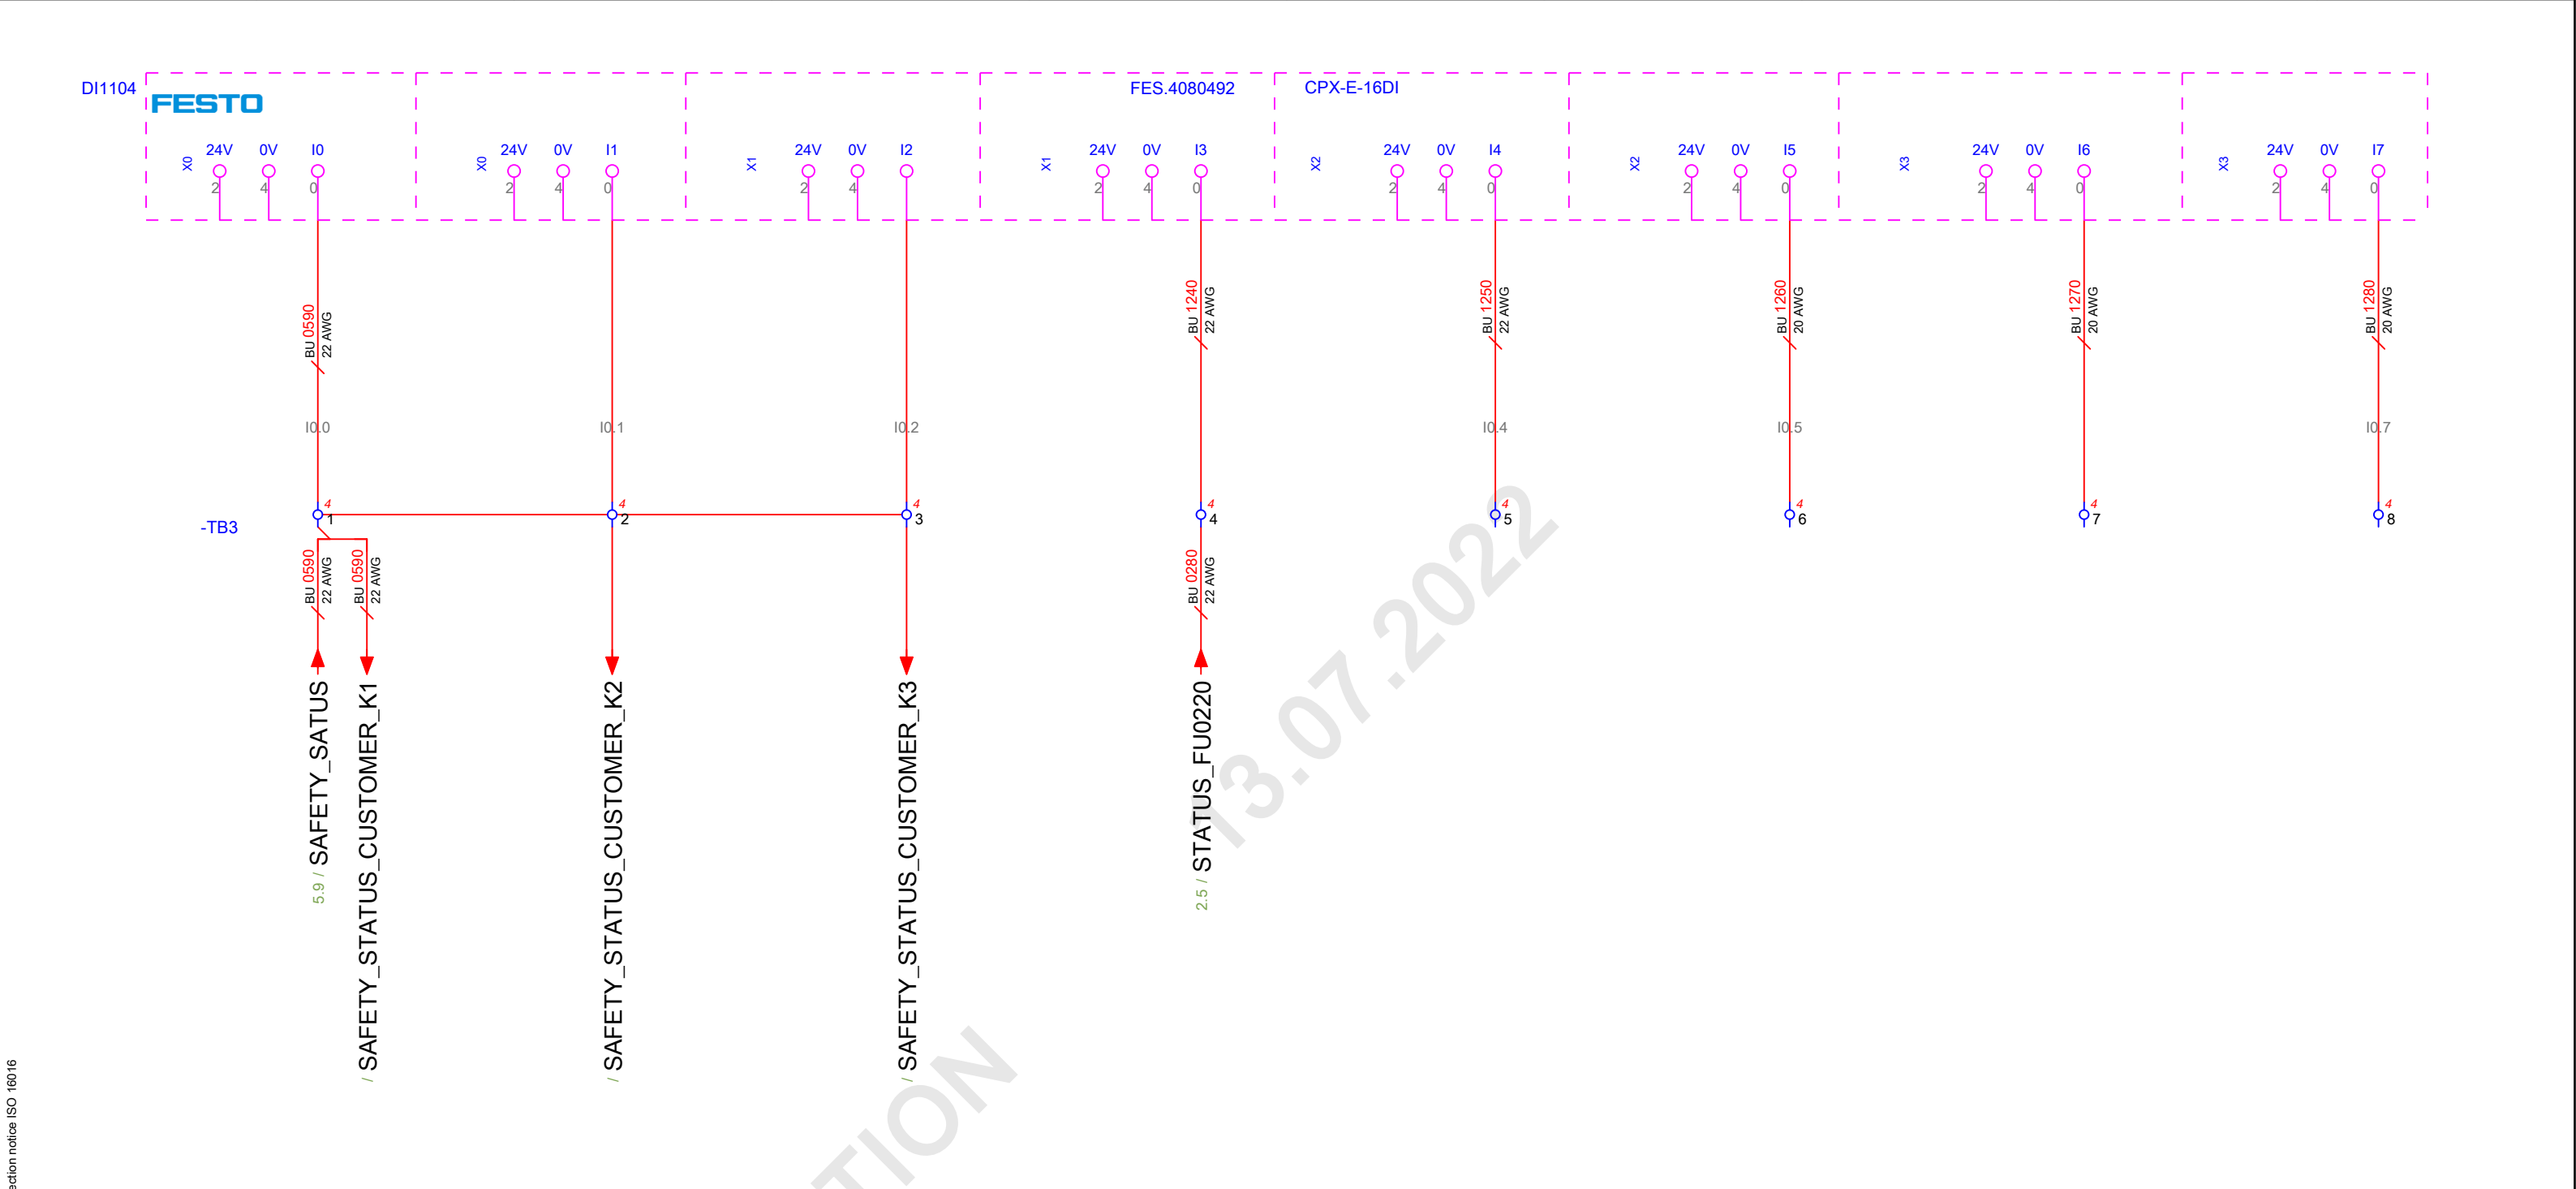 DI1104
FESTO
FES.4080492
CPX-E-16DI
X0 24V 0V I0
X0 24V 0V I1
X1 24V 0V I2
X1 24V 0V I3
X2 24V 0V I4
X2 24V 0V I5
X3 24V 0V I6
X3 24V 0V I7
2 4 0
2 4 0
2 4
2 4 0
2 4 0
2 4 0
2 4 0
2 4 0
BU 0590
22 AWG
BU 1240
22 AWG
BU 1250
22 AWG
BU 1260
20 AWG
BU 1270
20 AWG
BU 1280
20 AWG
I0.0
I0.1
I0.2
I0.4
I0.5
I0.7
-TB3
4 1
4 2
4 3
4 4
4 5
4 6
4 7
4 8
BU 0590
22 AWG
BU 0590
22 AWG
BU 0280
22 AWG
5.9 / SAFETY_SATUS
/ SAFETY_STATUS_CUSTOMER_K1
/ SAFETY_STATUS_CUSTOMER_K2
/ SAFETY_STATUS_CUSTOMER_K3
2.5 / STATUS_FU0220
13.07.2022
TION
ection notice ISO 16016